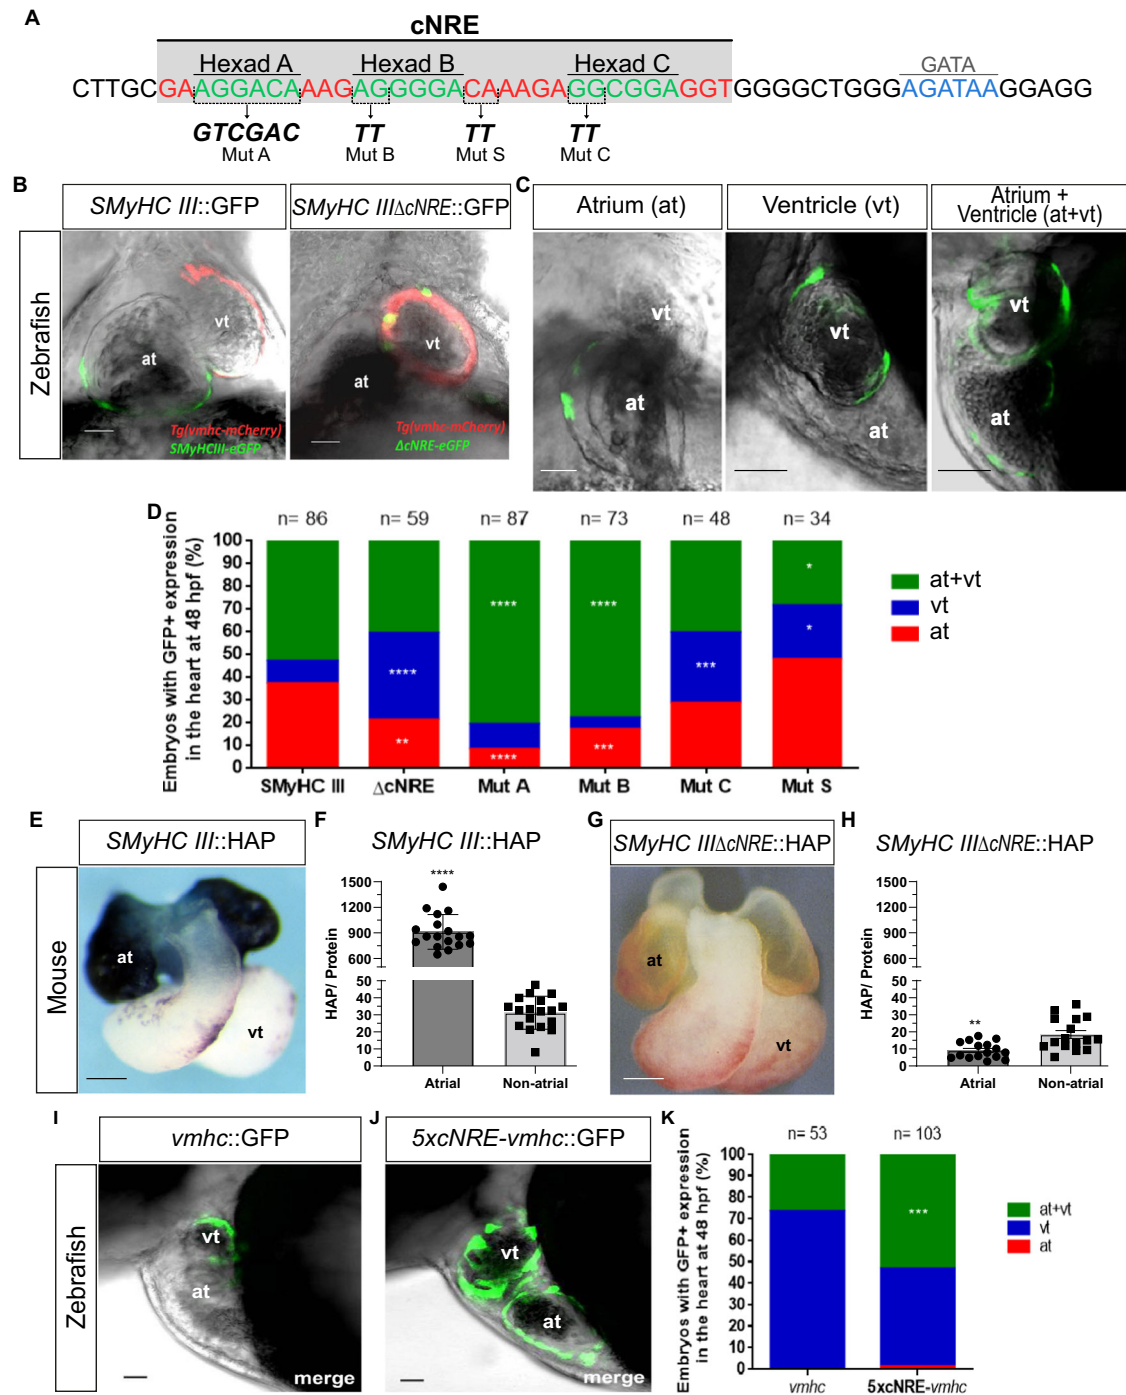 A
cNRE
Hexad A Hexad B Hexad C GATA
CTTGCGAAGGACAAAGAGGGGACAAAGAGGCGGAGGTGGGGCTGGGAGATAAGGAGG
GTCGAC TT TT TT
Mut A Mut B Mut S Mut C
B
SMyHC III::GFP SMyHC IIIΔcNRE::GFP
Zebrafish
vt
at
Tg(vmhc-mCherry)
SMyHCIII-eGFP
vt
at
Tg(vmhc-mCherry)
ΔcNRE-eGFP
C
Atrium (at) Ventricle (vt) Atrium +
Ventricle (at+vt)
vt
at
vt
at
vt
at
D
Embryos with GFP+ expression
in the heart at 48 hpf (%)
n= 86 n= 59 n= 87 n= 73 n= 48 n= 34
100
90
80
70
60
50
40
30
20
10
0
**** **** *
**** *** *
** **** ***
SMyHC III ΔcNRE Mut A Mut B Mut C Mut S
at+vt
vt
at
E
SMyHC III::HAP
Mouse
at
vt
F
SMyHC III::HAP
****
HAP/ Protein
1500
1200
900
600
50
40
30
20
10
0
Atrial Non-atrial
G
SMyHC IIIΔcNRE::HAP
at
vt
H
SMyHC IIIΔcNRE::HAP
HAP/ Protein
1500
1200
900
600
50
40
30
20
10
0
**
Atrial Non-atrial
I
vmhc::GFP
Zebrafish
vt
at
merge
J
5xcNRE-vmhc::GFP
vt
at
merge
K
Embryos with GFP+ expression
in the heart at 48 hpf (%)
n= 53 n= 103
100
90
80
70
60
50
40
30
20
10
0
***
vmhc 5xcNRE-vmhc
at+vt
vt
at